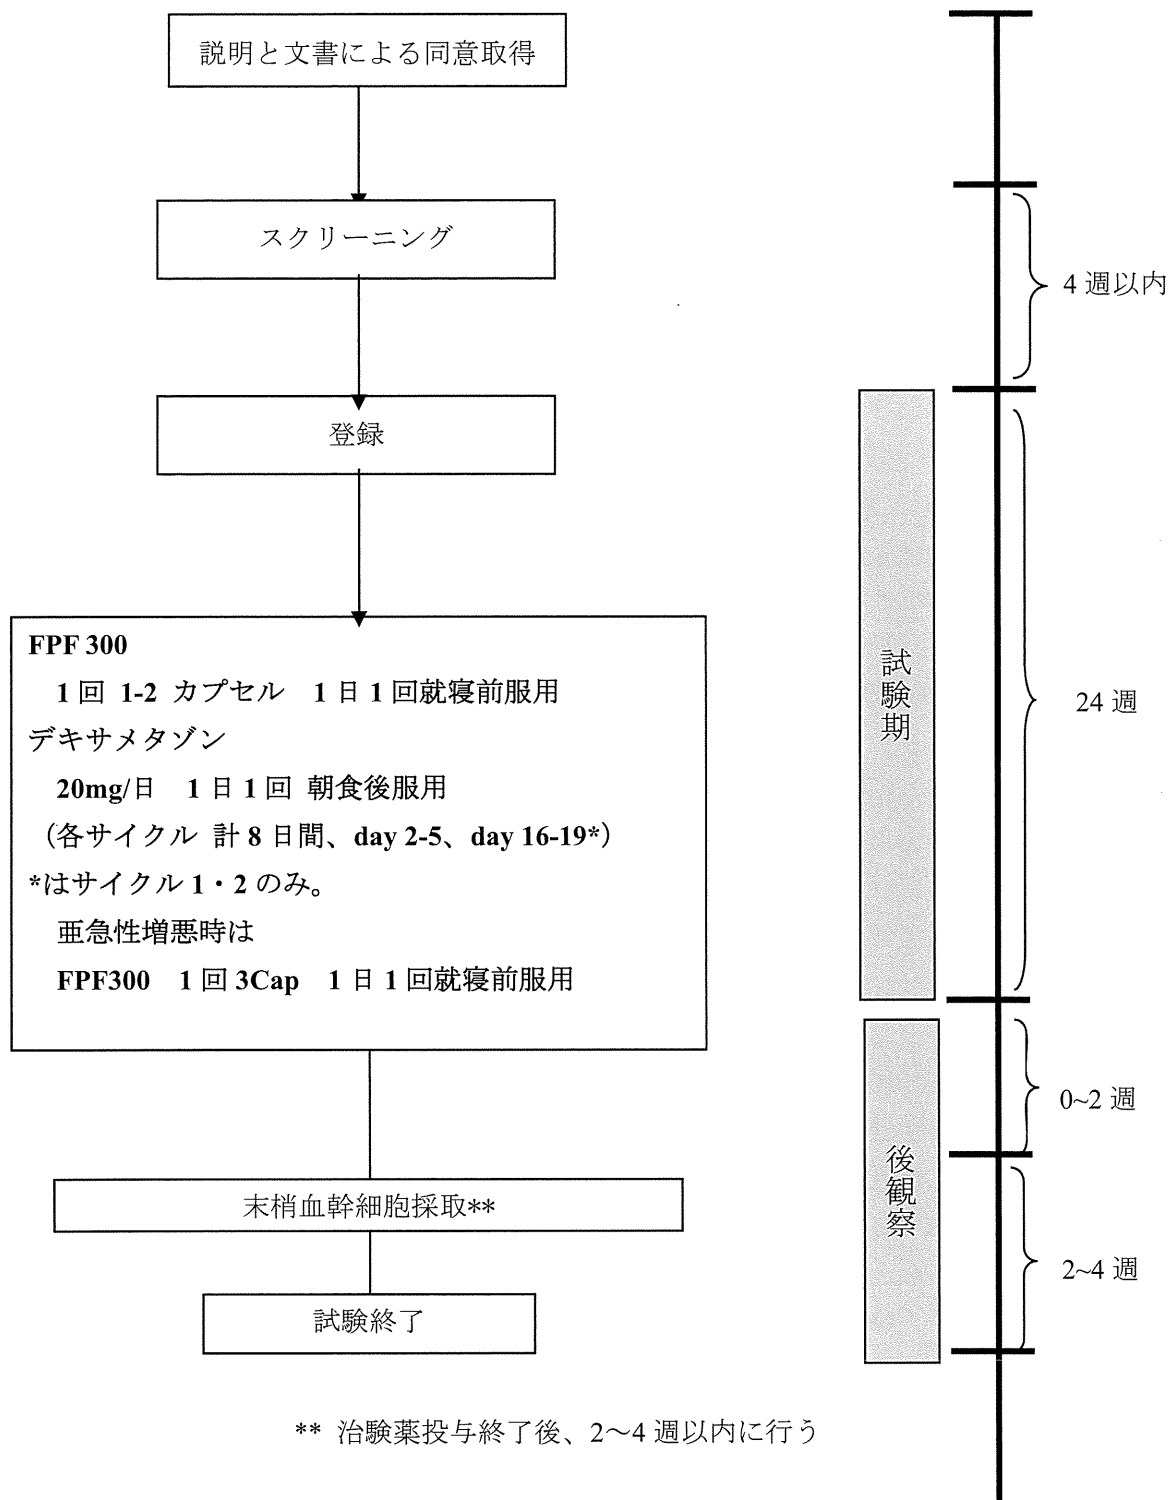 説明と文書による同意取得
スクリーニング
4 週以内
登録
FPF 300
1 回 1-2 カプセル 1 日 1 回就寝前服用
デキサメタゾン
20mg/日 1 日 1 回 朝食後服用
（各サイクル 計 8 日間、day 2-5、day 16-19*）
*はサイクル 1・2 のみ。
亜急性増悪時は
FPF300 1 回 3Cap 1 日 1 回就寝前服用
試験期
24 週
0~2 週
後観察
末梢血幹細胞採取**
2~4 週
試験終了
** 治験薬投与終了後、2～4 週以内に行う